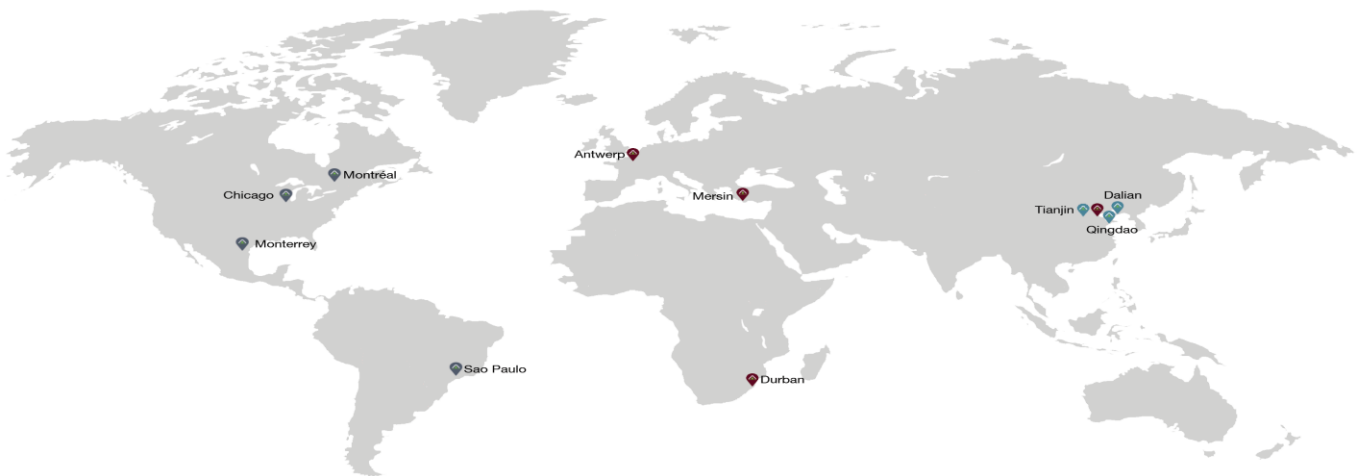 Antwerp
Montréal
Chicago
Mersin
Dalian
Tianjin
Qingdao
Monterrey
Sao Paulo
Durban